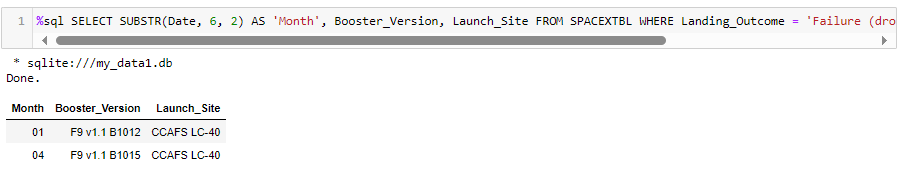 1 %sql SELECT SUBSTR(Date, 6, 2) AS 'Month', Booster_Version, Launch_Site FROM SPACEXTBL WHERE Landing_Outcome = 'Failure (dro
* sqlite:///my_data1.db
Done.
Month Booster_Version Launch_Site
01 F9 v1.1 B1012 CCAFS LC-40
04 F9 v1.1 B1015 CCAFS LC-40